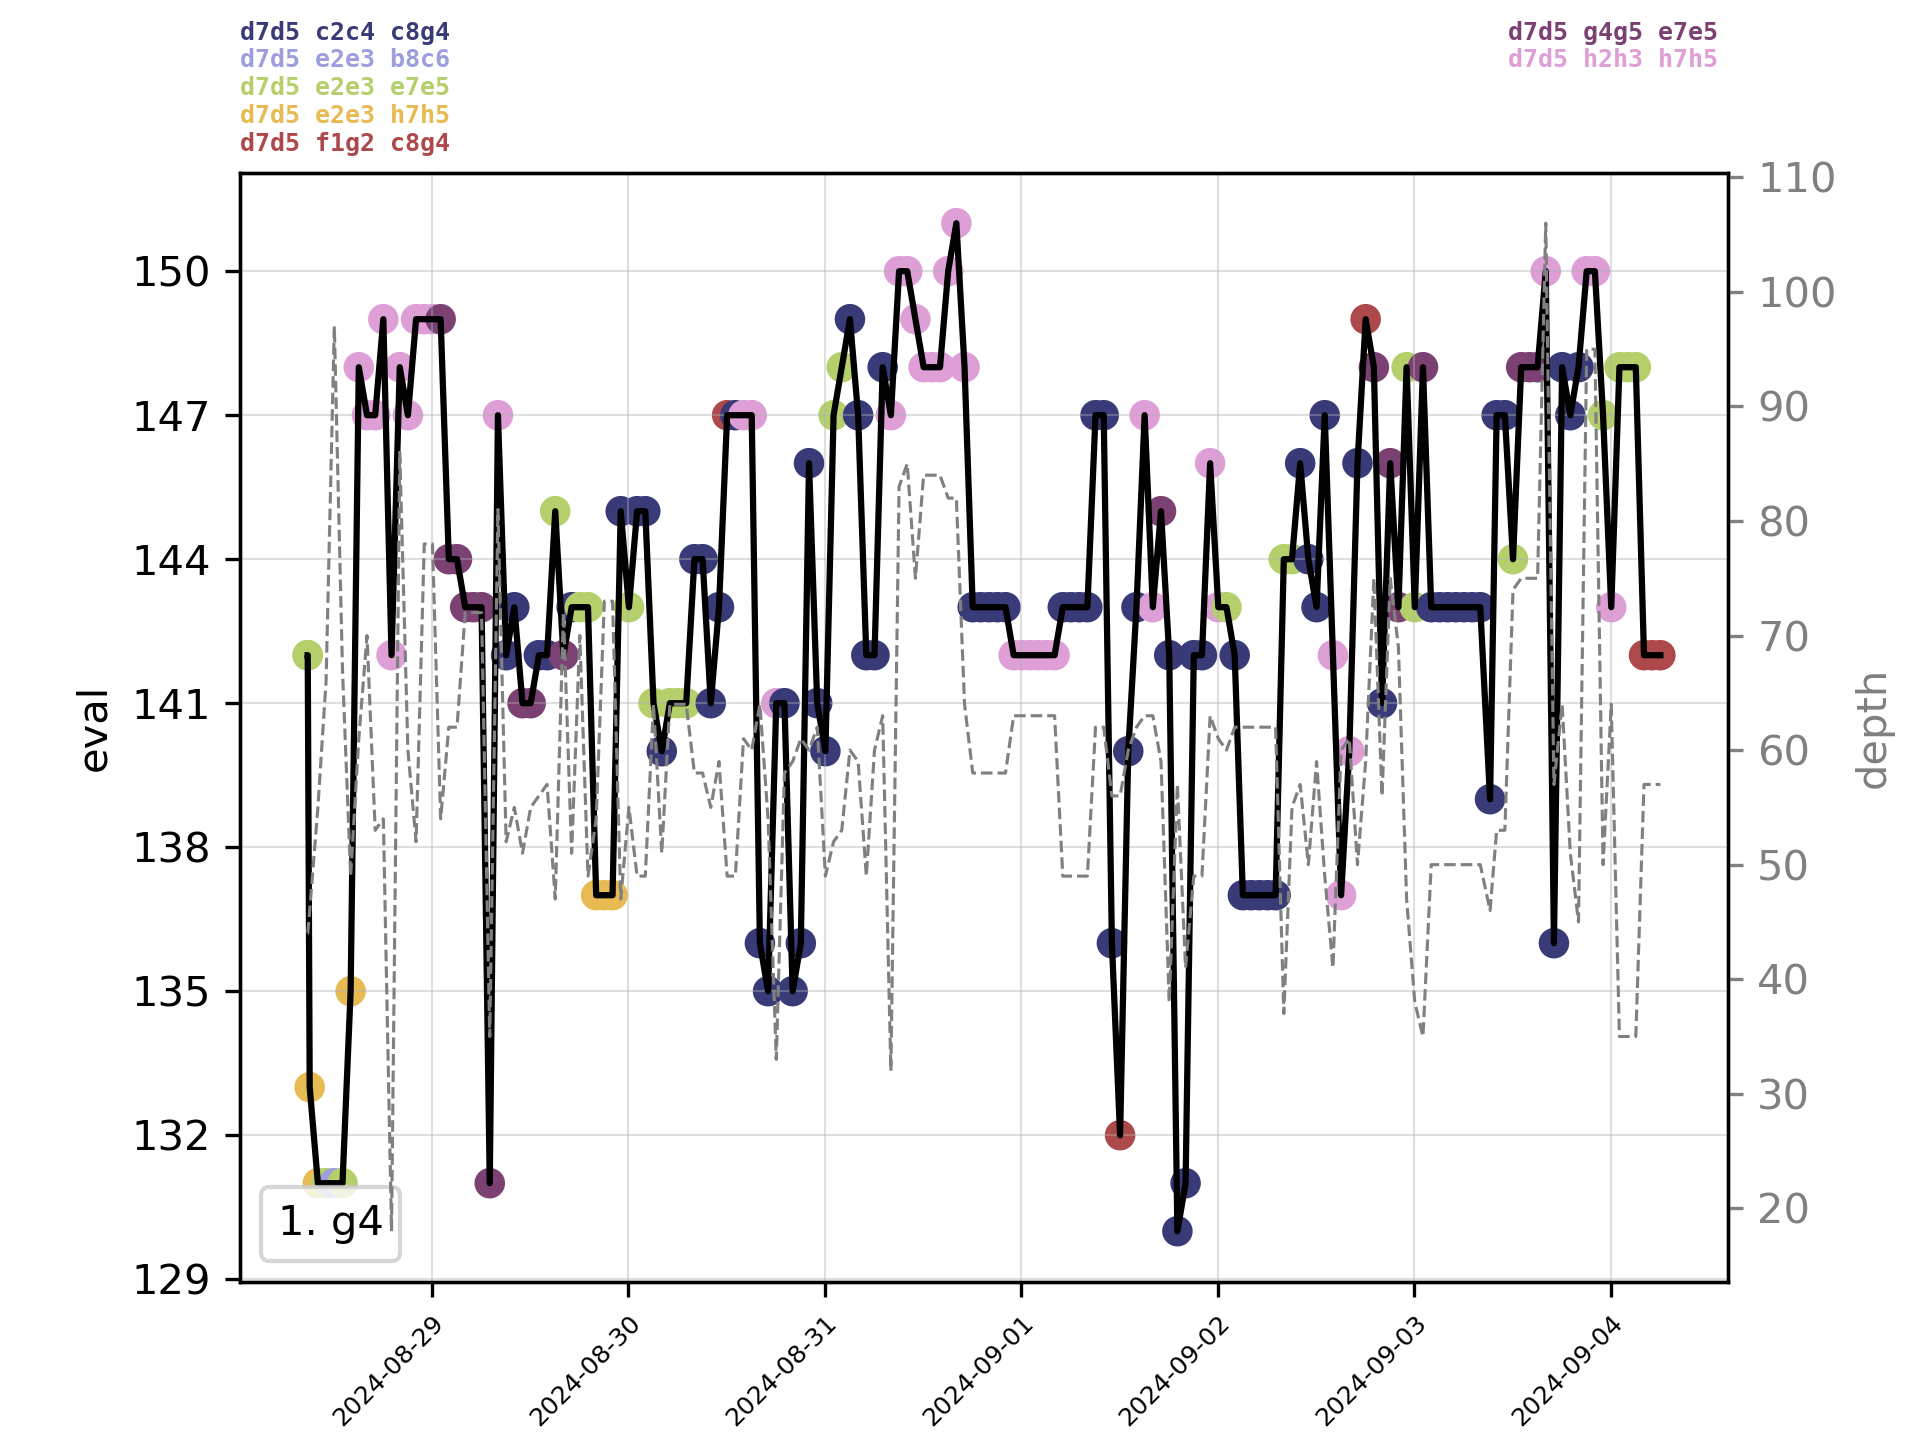 d7d5 c2c4 c8g4
d7d5 e2e3 b8c6
d7d5 e2e3 e7e5
d7d5 e2e3 h7h5
d7d5 f1g2 c8g4
d7d5 g4g5 e7e5
d7d5 h2h3 h7h5
150
147
144
141
138
135
132
129
eval
110
100
90
80
70
60
50
40
30
20
depth
1. g4
2024-08-29
2024-08-30
2024-08-31
2024-09-01
2024-09-02
2024-09-03
2024-09-04